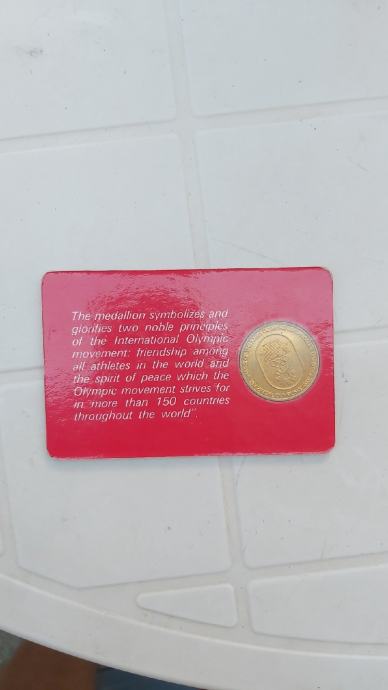 The medallion symbolizes and
glorifies two noble principles
of the International Olympic
movement: friendship among
all athletes in the world and
the spirit of peace which the
Olympic movement strives for
in more than 150 countries
throughout the world".